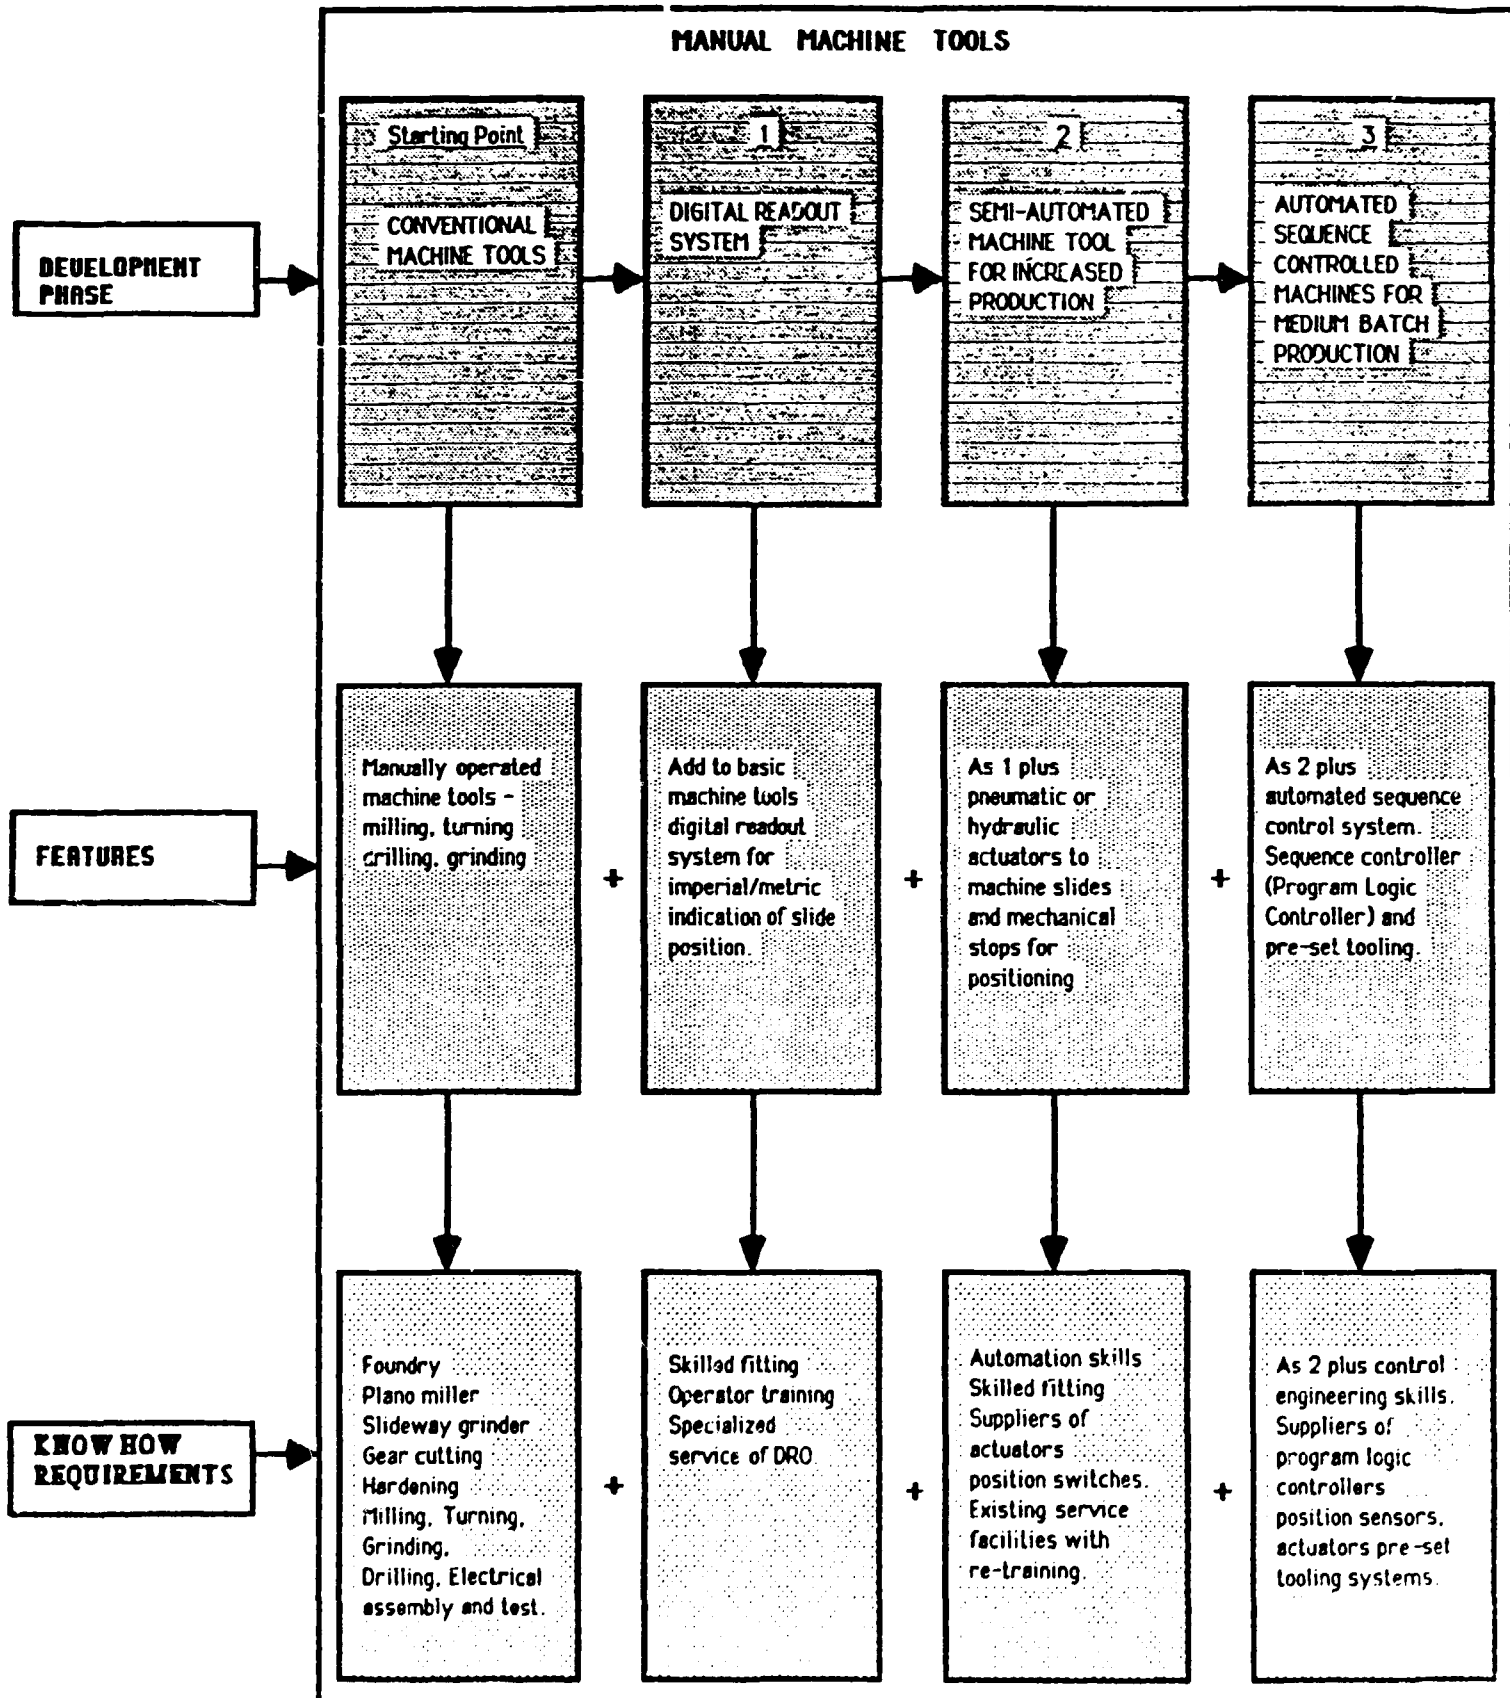 MANUAL MACHINE TOOLS
DEVELOPMENT
PHASE
Starting Point
CONVENTIONAL
MACHINE TOOLS
1
DIGITAL READOUT
SYSTEM
2
SEMI-AUTOMATED
MACHINE TOOL
FOR INCREASED
PRODUCTION
3
AUTOMATED
SEQUENCE
CONTROLLED
MACHINES FOR
MEDIUM BATCH
PRODUCTION
FEATURES
Manually operated
machine tools -
milling, turning
drilling, grinding
+
Add to basic
machine tools
digital readout
system for
imperial/metric
indication of slide
position.
+
As 1 plus
pneumatic or
hydraulic
actuators to
machine slides
and mechanical
stops for
positioning
+
As 2 plus
automated sequence
control system.
Sequence controller
(Program Logic
Controller) and
pre-set tooling.
KNOW HOW
REQUIREMENTS
Foundry
Plano miller
Slideway grinder
Gear cutting
Hardening
Milling, Turning,
Grinding,
Drilling, Electrical
assembly and test.
+
Skilled fitting
Operator training
Specialized
service of DRO.
+
Automation skills
Skilled fitting
Suppliers of
actuators
position switches.
Existing service
facilities with
re-training.
+
As 2 plus control
engineering skills.
Suppliers of
program logic
controllers
position sensors,
actuators pre-set
tooling systems.